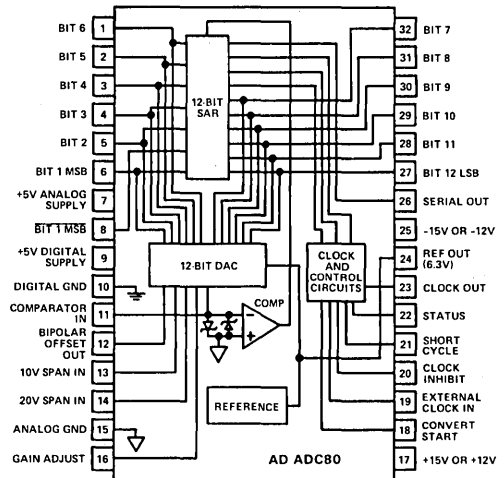 BIT 6 1
BIT 5 2
BIT 4 3
BIT 3 4
BIT 2 5
BIT 1 MSB 6
+5V ANALOG
SUPPLY 7
BIT 1 MSB 8
+5V DIGITAL
SUPPLY 9
DIGITAL GND 10
COMPARATOR
IN 11
BIPOLAR
OFFSET
OUT 12
10V SPAN IN 13
20V SPAN IN 14
ANALOG GND 15
GAIN ADJUST 16
12-BIT
SAR
12-BIT DAC
COMP
−
+
REFERENCE
CLOCK
AND
CONTROL
CIRCUITS
AD ADC80
32 BIT 7
31 BIT 8
30 BIT 9
29 BIT 10
28 BIT 11
27 BIT 12 LSB
26 SERIAL OUT
25 -15V OR -12V
24 REF OUT
(6.3V)
23 CLOCK OUT
22 STATUS
21 SHORT
CYCLE
20 CLOCK
INHIBIT
19 EXTERNAL
CLOCK IN
18 CONVERT
START
17 +15V OR +12V